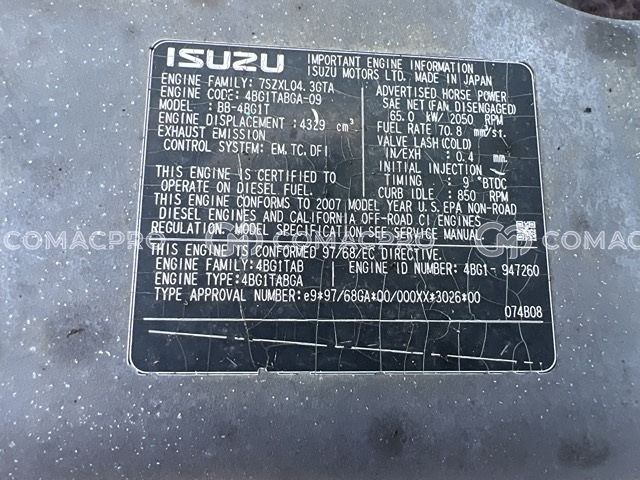 ISUZU
IMPORTANT ENGINE INFORMATION
ISUZU MOTORS LTD. MADE IN JAPAN
ENGINE FAMILY: 7SZXL04.3GTA
ENGINE CODE: 4BG1TABGA-09
MODEL: BB-4BG1T
ENGINE DISPLACEMENT: 4329 cm³
EXHAUST EMISSION
CONTROL SYSTEM: EM, TC, DFI
ADVERTISED HORSE POWER
SAE NET (FAN DISENGAGED)
65.0 kW/ 2050 RPM
FUEL RATE 70.8 mm³/st.
VALVE LASH (COLD)
IN/EXH : 0.4 mm
INITIAL INJECTION
TIMING : 9 °BTDC
CURB IDLE : 850 RPM
THIS ENGINE IS CERTIFIED TO
OPERATE ON DIESEL FUEL.
THIS ENGINE CONFORMS TO 2007 MODEL YEAR U.S. EPA NON-ROAD
DIESEL ENGINES AND CALIFORNIA OFF-ROAD CI ENGINES
REGULATION. MODEL SPECIFICATION SEE SERVICE MANUAL
THIS ENGINE IS CONFORMED 97/68/EC DIRECTIVE.
ENGINE FAMILY: 4BG1TAB
ENGINE ID NUMBER: 4BG1- 947260
ENGINE TYPE: 4BG1TABGA
TYPE APPROVAL NUMBER: e9*97/68GA*00/000XX*3026*00
074B08
COMACPRO
COMACPRO
COMACPRO